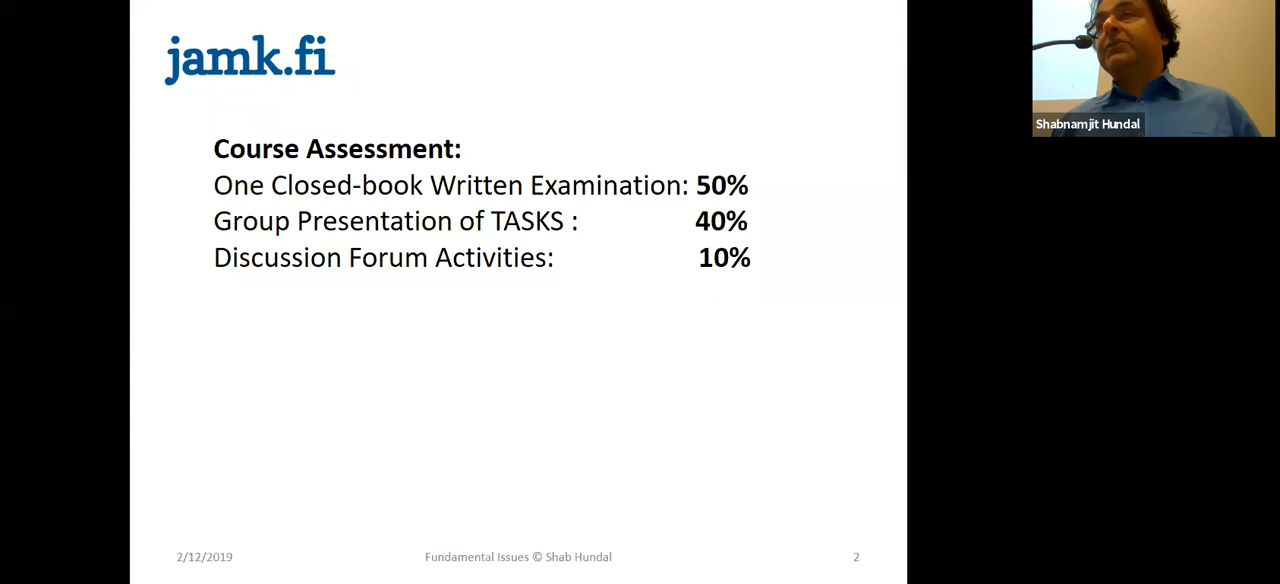 jamk.fi
Course Assessment:
One Closed-book Written Examination: 50%
Group Presentation of TASKS : 40%
Discussion Forum Activities: 10%
2/12/2019 Fundamental Issues © Shab Hundal 2
Shabnamjit Hundal